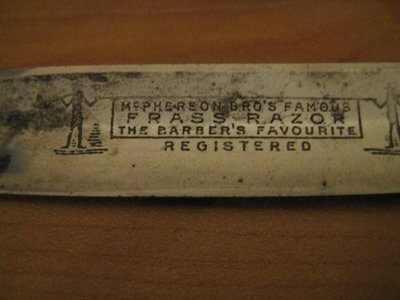 McPHERSON BRO'S FAMOUS
FRASS RAZOR
THE BARBER'S FAVOURITE
REGISTERED